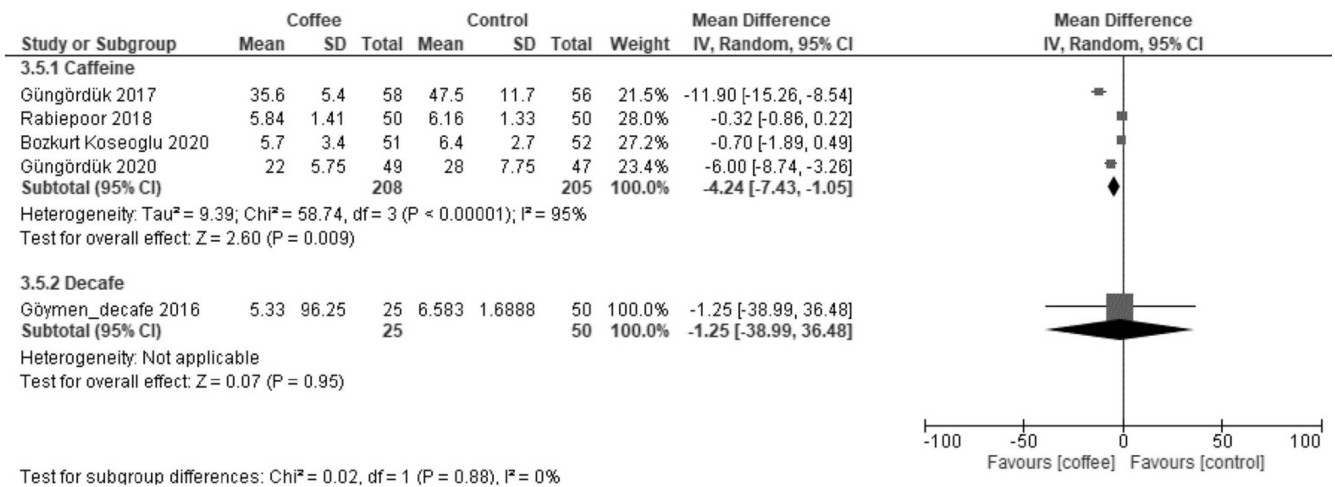 Coffee Control Mean Difference Mean Difference
Study or Subgroup Mean SD Total Mean SD Total Weight IV, Random, 95% CI IV, Random, 95% CI
3.5.1 Caffeine
Güngördük 2017 35.6 5.4 58 47.5 11.7 56 21.5% -11.90 [-15.26, -8.54]
Rabiepoor 2018 5.84 1.41 50 6.16 1.33 50 28.0% -0.32 [-0.86, 0.22]
Bozkurt Koseoglu 2020 5.7 3.4 51 6.4 2.7 52 27.2% -0.70 [-1.89, 0.49]
Güngördük 2020 22 5.75 49 28 7.75 47 23.4% -6.00 [-8.74, -3.26]
Subtotal (95% CI) 208 205 100.0% -4.24 [-7.43, -1.05]
Heterogeneity: Tau² = 9.39; Chi² = 58.74, df = 3 (P < 0.00001); I² = 95%
Test for overall effect: Z = 2.60 (P = 0.009)
3.5.2 Decafe
Göymen_decafe 2016 5.33 96.25 25 6.583 1.6888 50 100.0% -1.25 [-38.99, 36.48]
Subtotal (95% CI) 25 50 100.0% -1.25 [-38.99, 36.48]
Heterogeneity: Not applicable
Test for overall effect: Z = 0.07 (P = 0.95)
-100 -50 0 50 100
Favours [coffee] Favours [control]
Test for subgroup differences: Chi² = 0.02, df = 1 (P = 0.88), I² = 0%